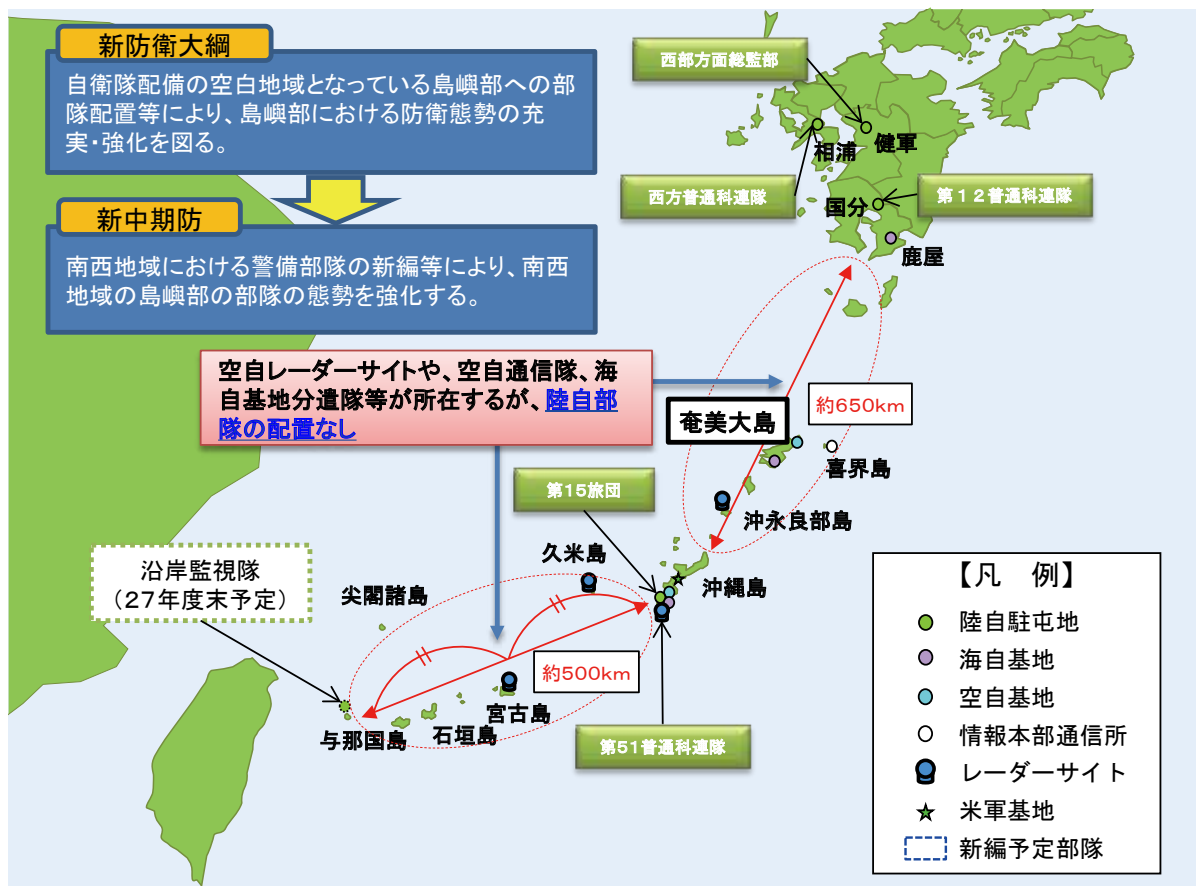 新防衛大綱
自衛隊配備の空白地域となっている島嶼部への部
隊配置等により、島嶼部における防衛態勢の充
実・強化を図る。
新中期防
南西地域における警備部隊の新編等により、南西
地域の島嶼部の部隊の態勢を強化する。
西部方面総監部
相浦
健軍
西方普通科連隊
国分
第12普通科連隊
鹿屋
空自レーダーサイトや、空自通信隊、海
自基地分遣隊等が所在するが、陸自部
隊の配置なし
奄美大島
約650km
喜界島
第15旅団
沖永良部島
久米島
沖縄島
沿岸監視隊
(27年度末予定)
尖閣諸島
約500km
宮古島
石垣島
与那国島
第51普通科連隊
【凡 例】
陸自駐屯地
海自基地
空自基地
情報本部通信所
レーダーサイト
米軍基地
新編予定部隊